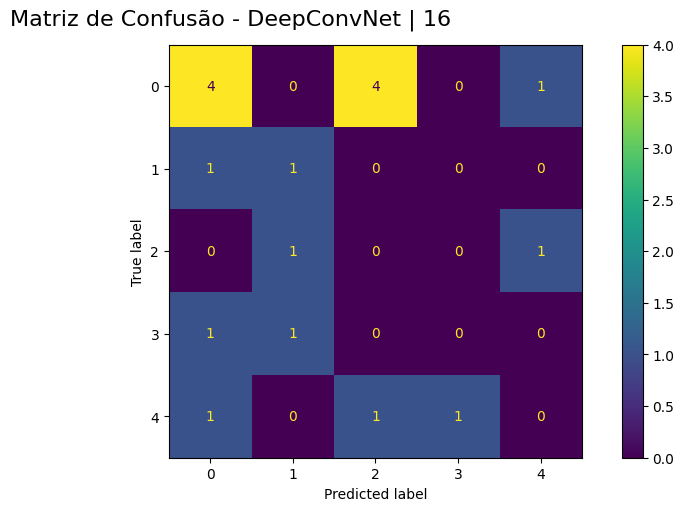 Matriz de Confusão - DeepConvNet | 16
True label
0 4 0 4 0 1
1 1 1 0 0 0
2 0 1 0 0 1
3 1 1 0 0 0
4 1 0 1 1 0
0 1 2 3 4
Predicted label
4.0
3.5
3.0
2.5
2.0
1.5
1.0
0.5
0.0